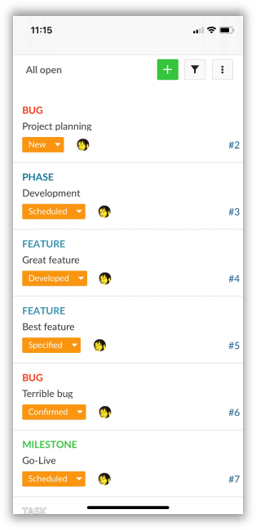 11:15
All open
BUG
Project planning
New
#2
PHASE
Development
Scheduled
#3
FEATURE
Great feature
Developed
#4
FEATURE
Best feature
Specified
#5
BUG
Terrible bug
Confirmed
#6
MILESTONE
Go-Live
Scheduled
#7
TASK